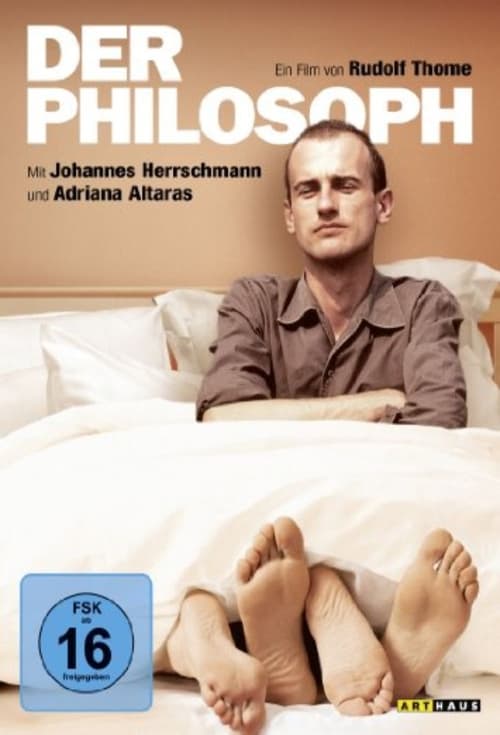 DER
PHILOSOPH
Ein Film von Rudolf Thome
Mit Johannes Herrschmann
und Adriana Altaras
FSK
ab
16
freigegeben
ARTHAUS